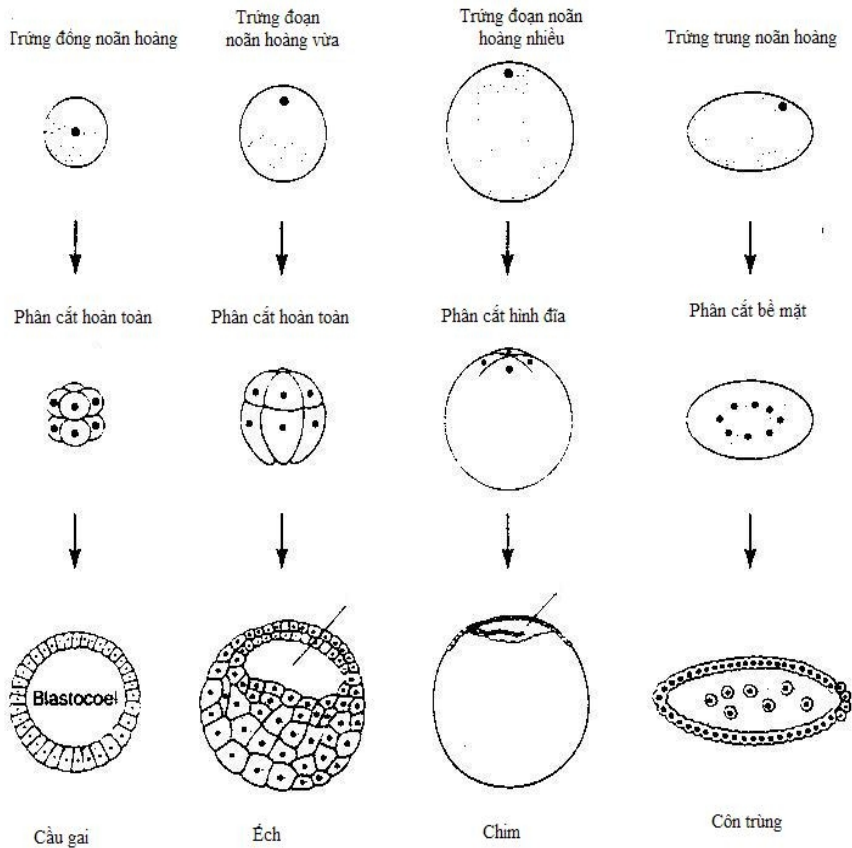 Trứng đồng noãn hoàng
Trứng đoạn
noãn hoàng vừa
Trứng đoạn noãn
hoàng nhiều
Trứng trung noãn hoàng
Phân cắt hoàn toàn
Phân cắt hoàn toàn
Phân cắt hình đĩa
Phân cắt bề mặt
Blastocoel
Cầu gai
Ếch
Chim
Côn trùng